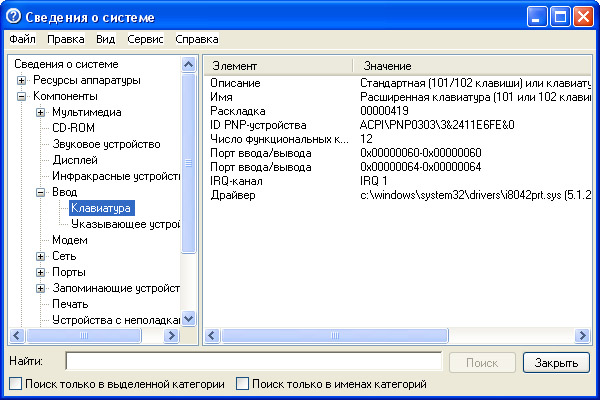 Сведения о системе
Файл Правка Вид Сервис Справка
Сведения о системе
Ресурсы аппаратуры
Компоненты
Мультимедиа
CD-ROM
Звуковое устройство
Дисплей
Инфракрасные устройст
Ввод
Клавиатура
Указывающее устрой
Модем
Сеть
Порты
Запоминающие устройст
Печать
Устройства с неполадка
Элемент Значение
Описание Стандартная (101/102 клавиши) или клавиату
Имя Расширенная клавиатура (101 или 102 клави
Раскладка 00000419
ID PNP-устройства ACPI\PNP0303\3&2411E6FE&0
Число функциональных к... 12
Порт ввода/вывода 0x00000060-0x00000060
Порт ввода/вывода 0x00000064-0x00000064
IRQ-канал IRQ 1
Драйвер c:\windows\system32\drivers\i8042prt.sys (5.1.2
Найти: Поиск Закрыть
Поиск только в выделенной категории Поиск только в именах категорий